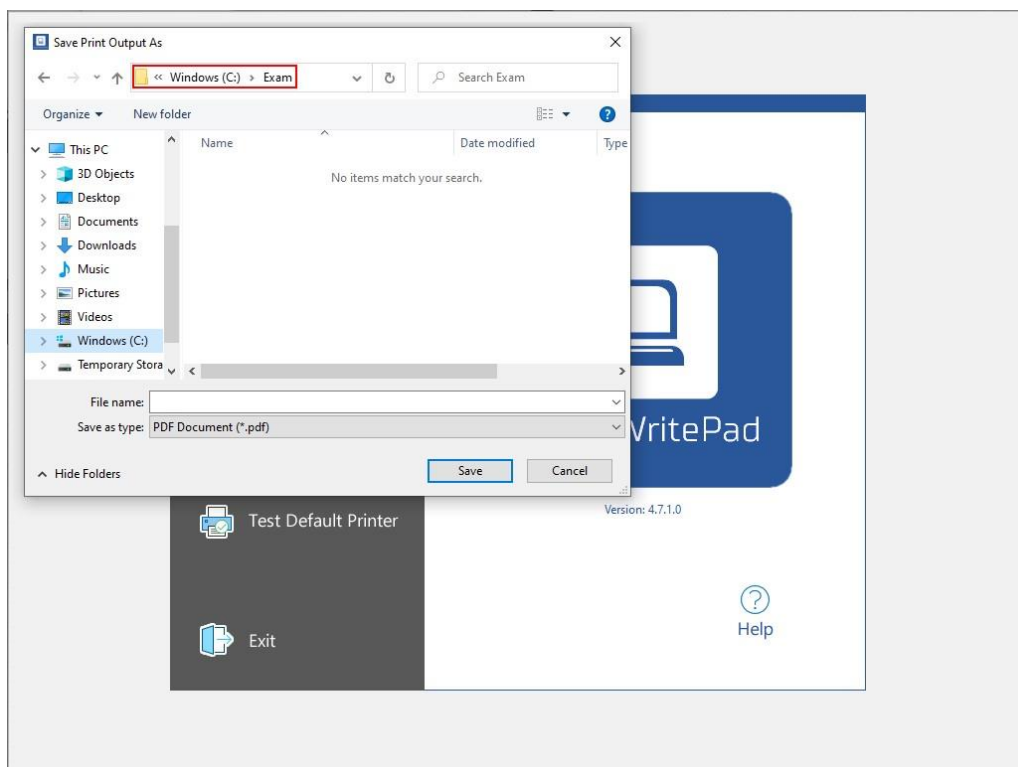 Save Print Output As
« Windows (C:) › Exam
Search Exam
Organize
New folder
Name
Date modified
Type
No items match your search.
This PC
3D Objects
Desktop
Documents
Downloads
Music
Pictures
Videos
Windows (C:)
Temporary Stora
File name:
Save as type: PDF Document (*.pdf)
Hide Folders
Save
Cancel
WritePad
Version: 4.7.1.0
Test Default Printer
Exit
Help